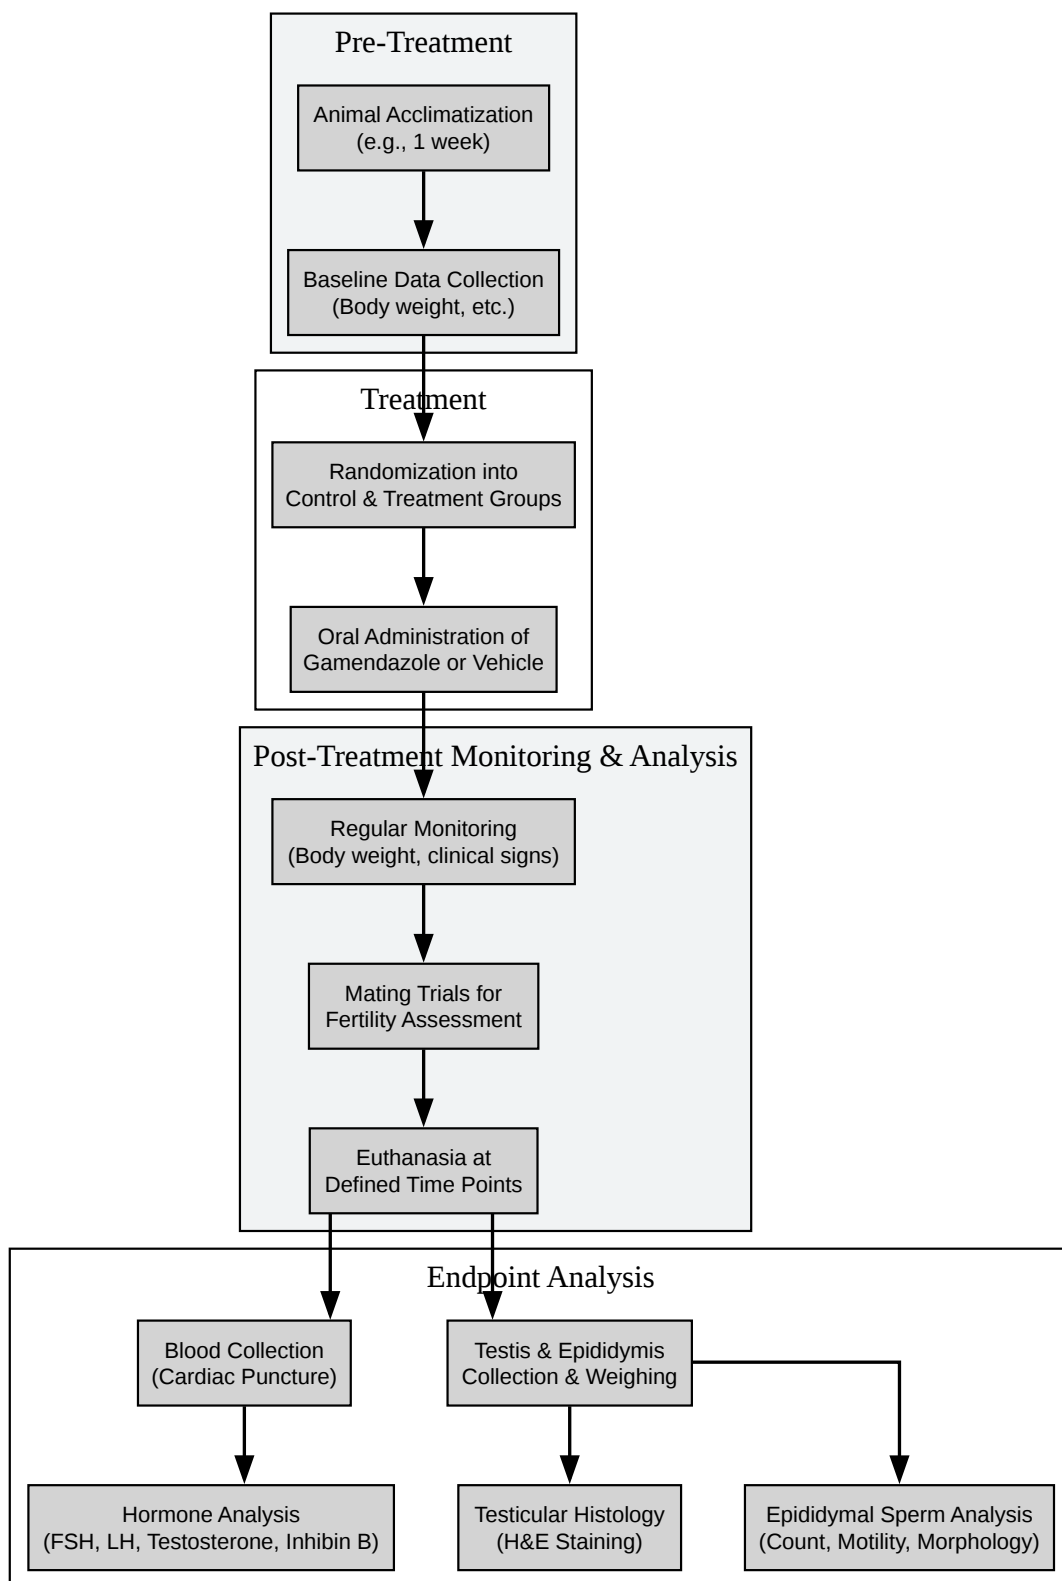 Pre-Treatment
Animal Acclimatization
(e.g., 1 week)
Baseline Data Collection
(Body weight, etc.)
Treatment
Randomization into
Control & Treatment Groups
Oral Administration of
Gamendazole or Vehicle
Post-Treatment Monitoring & Analysis
Regular Monitoring
(Body weight, clinical signs)
Mating Trials for
Fertility Assessment
Euthanasia at
Defined Time Points
Endpoint Analysis
Blood Collection
(Cardiac Puncture)
Testis & Epididymis
Collection & Weighing
Hormone Analysis
(FSH, LH, Testosterone, Inhibin B)
Testicular Histology
(H&E Staining)
Epididymal Sperm Analysis
(Count, Motility, Morphology)